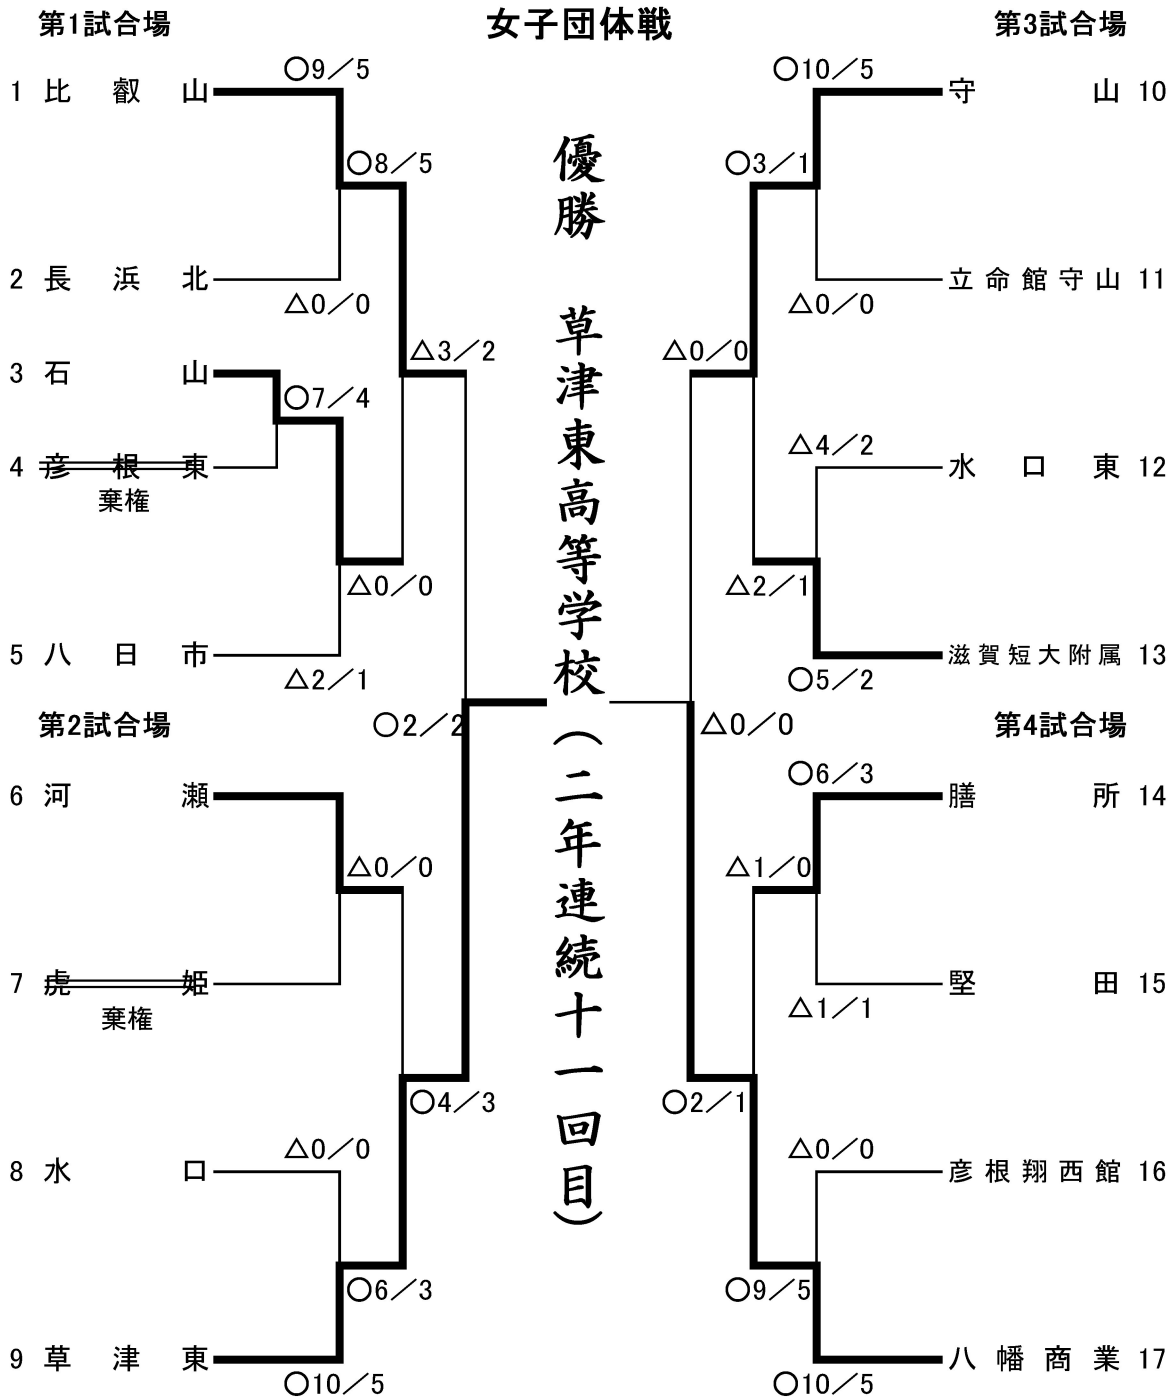 女子団体戦
第1試合場
○9／5
1 比叡山
○8／5
2 長浜北
△0／0
△3／2
3 石山
○7／4
4 彦根東
棄権
△0／0
5 八日市
△2／1
○2／2
第2試合場
6 河瀬
△0／0
7 虎姫
棄権
○4／3
△0／0
8 水口
○6／3
9 草津東
○10／5
優勝 草津東高等学校（二年連続十一回目）
第3試合場
○10／5
守山 10
○3／1
立命館守山 11
△0／0
△0／0
△4／2
水口東 12
△2／1
滋賀短大附属 13
○5／2
△0／0
第4試合場
○6／3
膳所 14
△1／0
堅田 15
△1／1
○2／1
△0／0
彦根翔西館 16
○9／5
八幡商業 17
○10／5